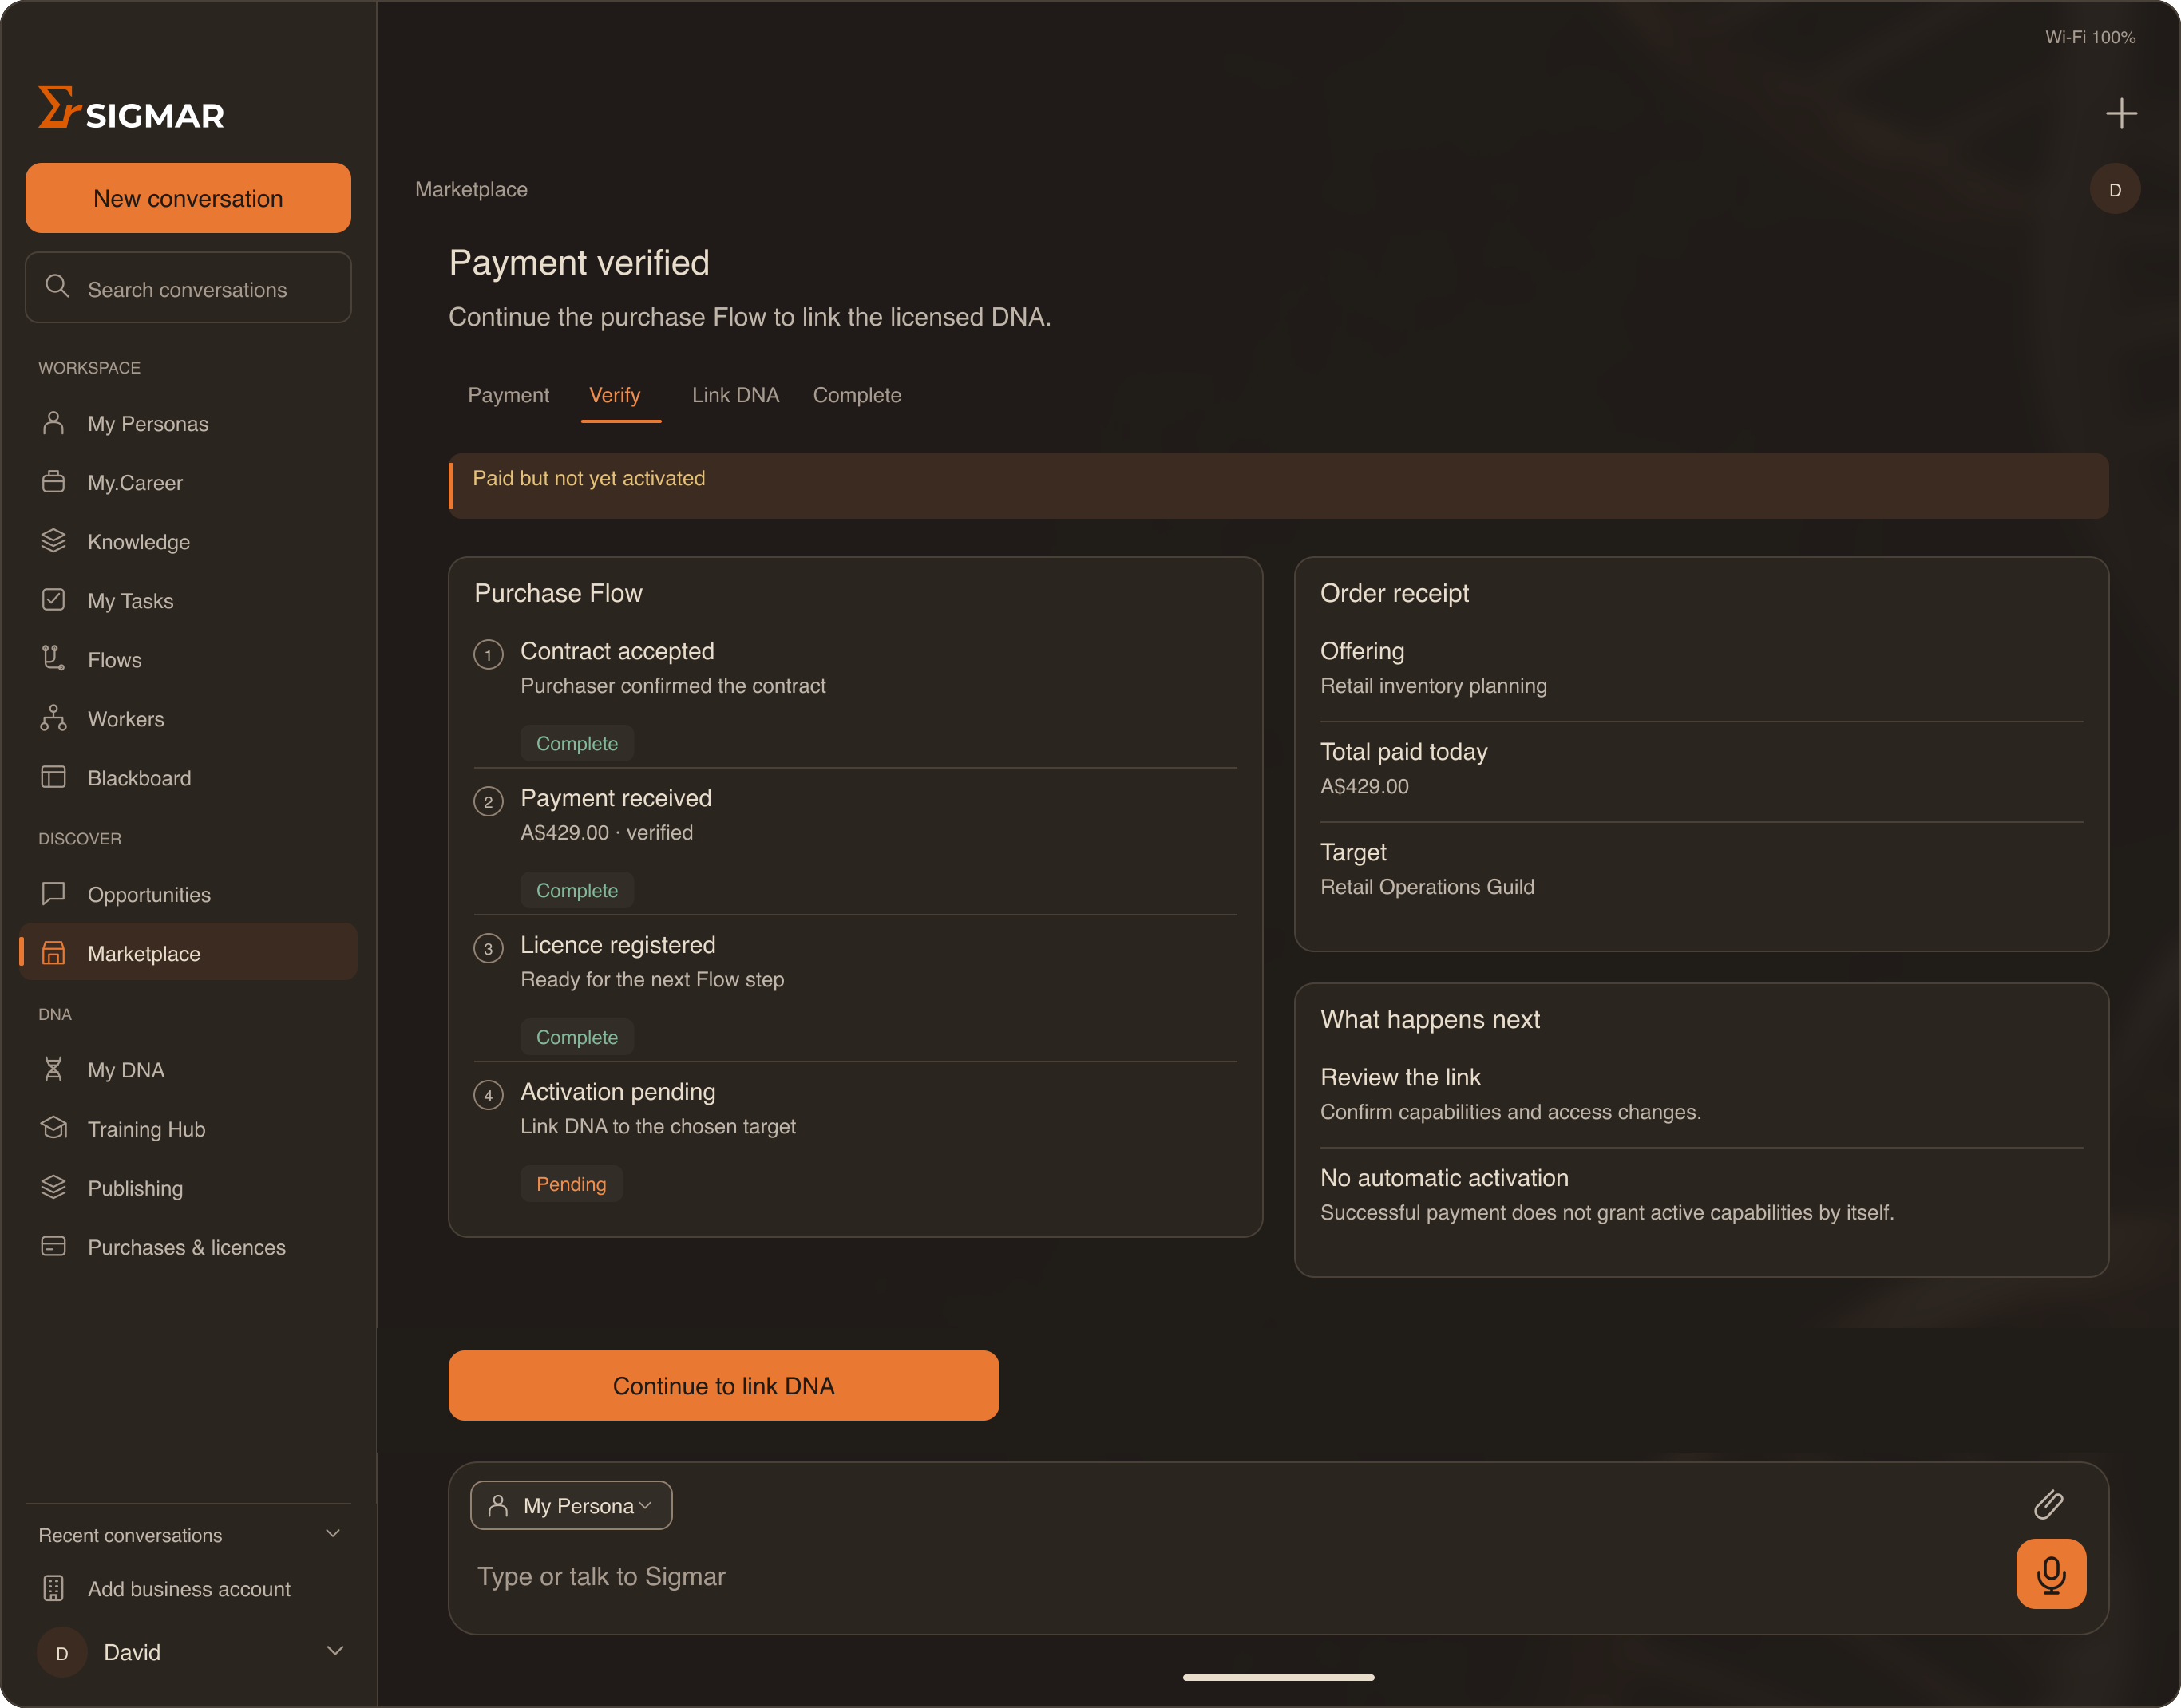 Wi-Fi 100%
SIGMAR
New conversation
Search conversations
WORKSPACE
My Personas
My.Career
Knowledge
My Tasks
Flows
Workers
Blackboard
DISCOVER
Opportunities
Marketplace
DNA
My DNA
Training Hub
Publishing
Purchases & licences
Recent conversations
Add business account
D
David
Marketplace
D
Payment verified
Continue the purchase Flow to link the licensed DNA.
Payment Verify Link DNA Complete
Paid but not yet activated
Purchase Flow
1 Contract accepted
Purchaser confirmed the contract
Complete
2 Payment received
A$429.00 · verified
Complete
3 Licence registered
Ready for the next Flow step
Complete
4 Activation pending
Link DNA to the chosen target
Pending
Order receipt
Offering
Retail inventory planning
Total paid today
A$429.00
Target
Retail Operations Guild
What happens next
Review the link
Confirm capabilities and access changes.
No automatic activation
Successful payment does not grant active capabilities by itself.
Continue to link DNA
My Persona
Type or talk to Sigmar